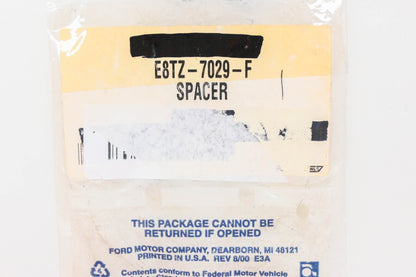 E8TZ-7029-F
SPACER
THIS PACKAGE CANNOT BE
RETURNED IF OPENED
FORD MOTOR COMPANY, DEARBORN, MI 48121
PRINTED IN U.S.A. REV 8/00 E3A
Contents conform to Federal Motor Vehicle